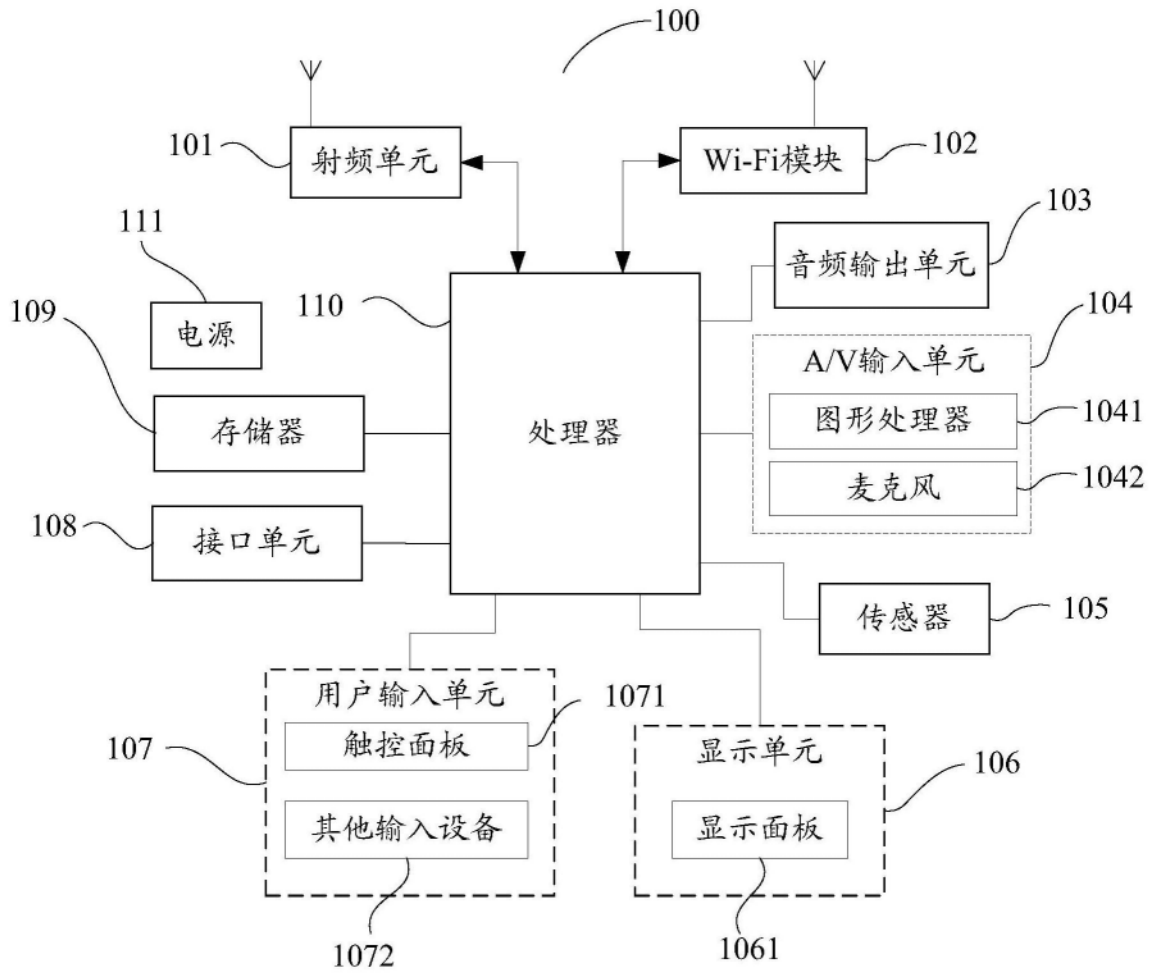 100
101
射频单元
Wi-Fi模块
102
103
音频输出单元
111
电源
110
109
104
A/V输入单元
存储器
处理器
图形处理器
1041
麦克风
1042
108
接口单元
传感器
105
用户输入单元
1071
107
触控面板
显示单元
106
其他输入设备
显示面板
1072
1061